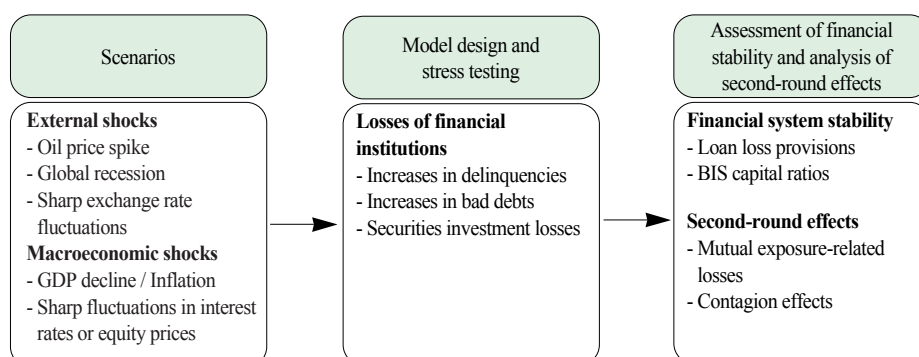 Scenarios
External shocks
- Oil price spike
- Global recession
- Sharp exchange rate
fluctuations
Macroeconomic shocks
- GDP decline / Inflation
- Sharp fluctuations in interest
rates or equity prices
Model design and
stress testing
Losses of financial
institutions
- Increases in delinquencies
- Increases in bad debts
- Securities investment losses
Assessment of financial
stability and analysis of
second-round effects
Financial system stability
- Loan loss provisions
- BIS capital ratios
Second-round effects
- Mutual exposure-related
losses
- Contagion effects